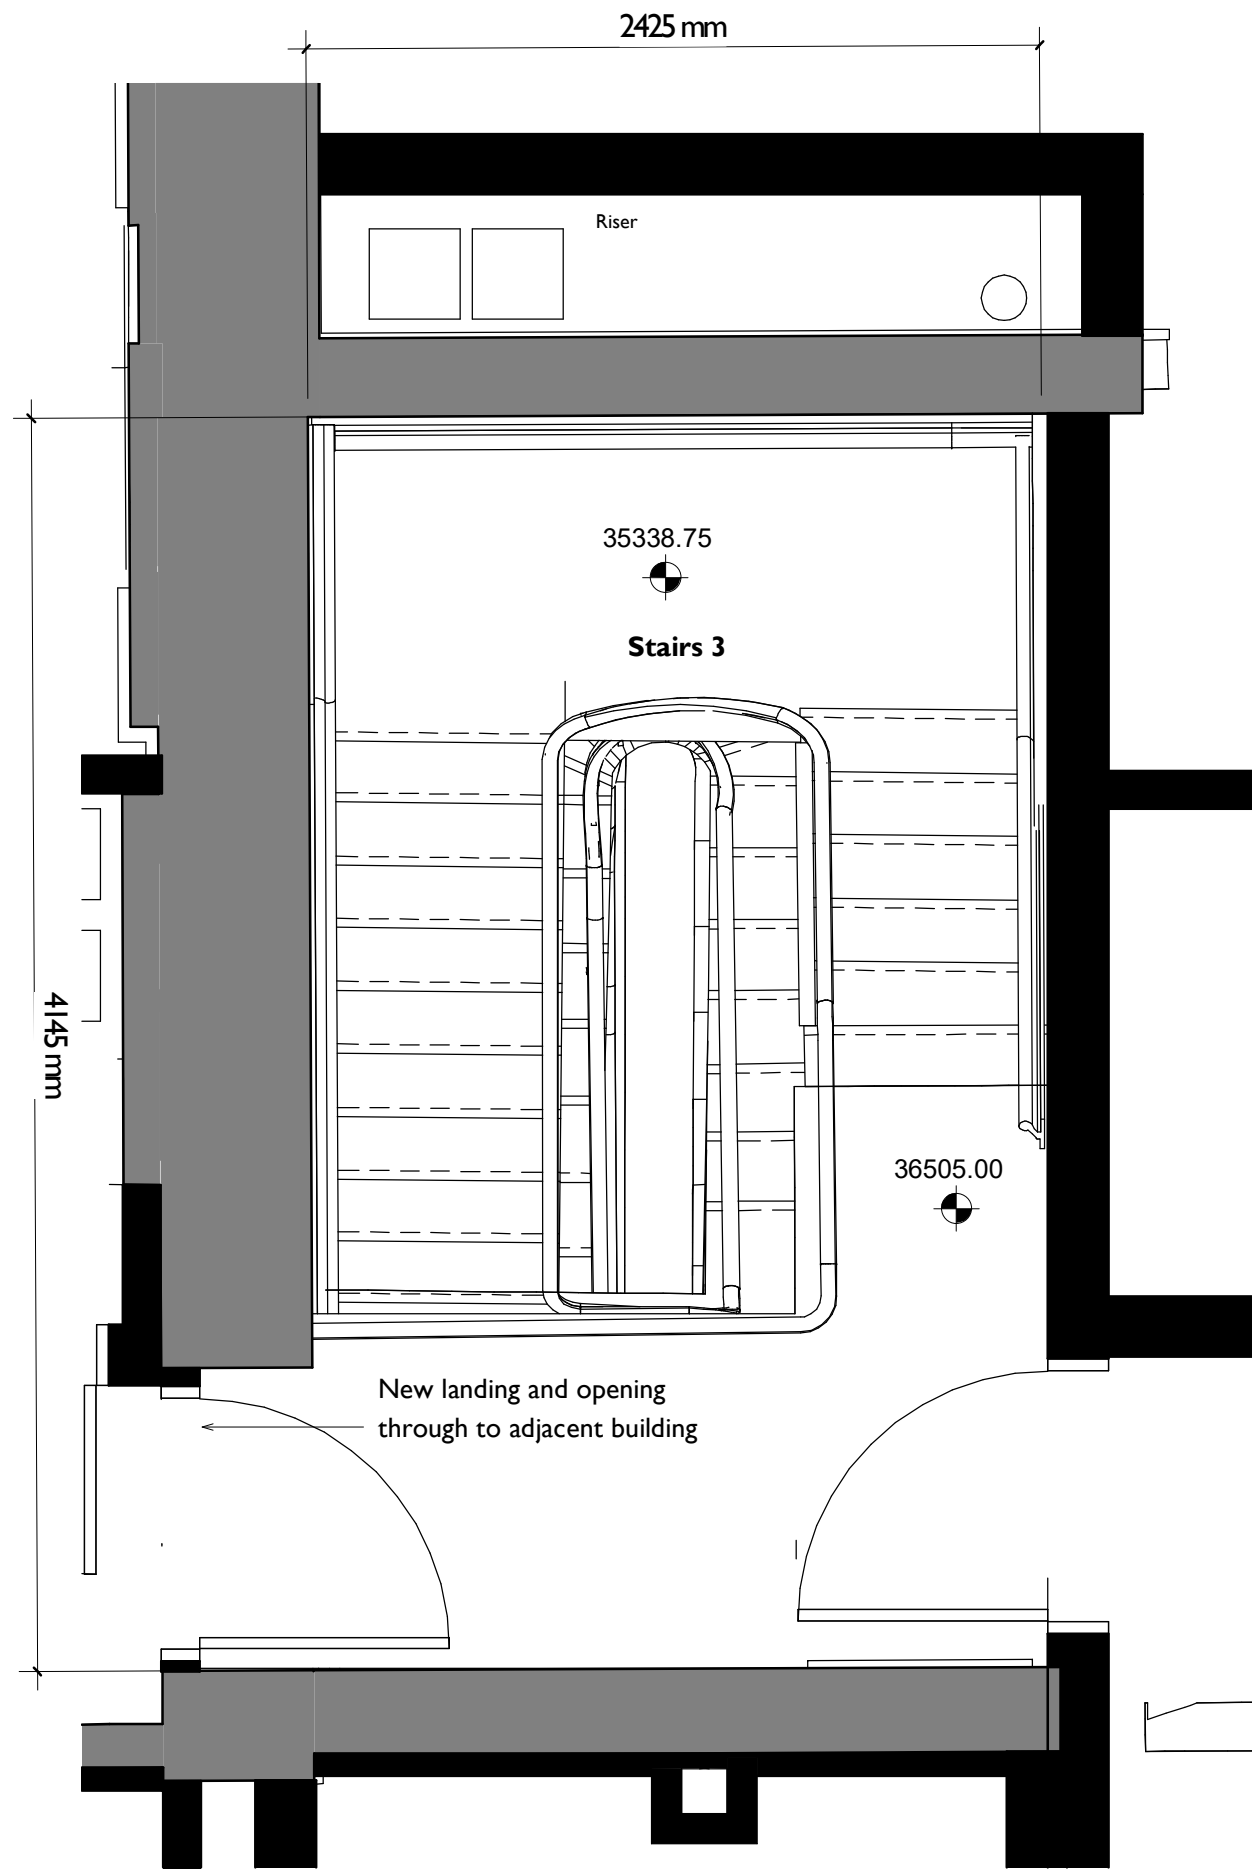 2425 mm
Riser
35338.75
Stairs 3
4145 mm
36505.00
New landing and opening
through to adjacent building